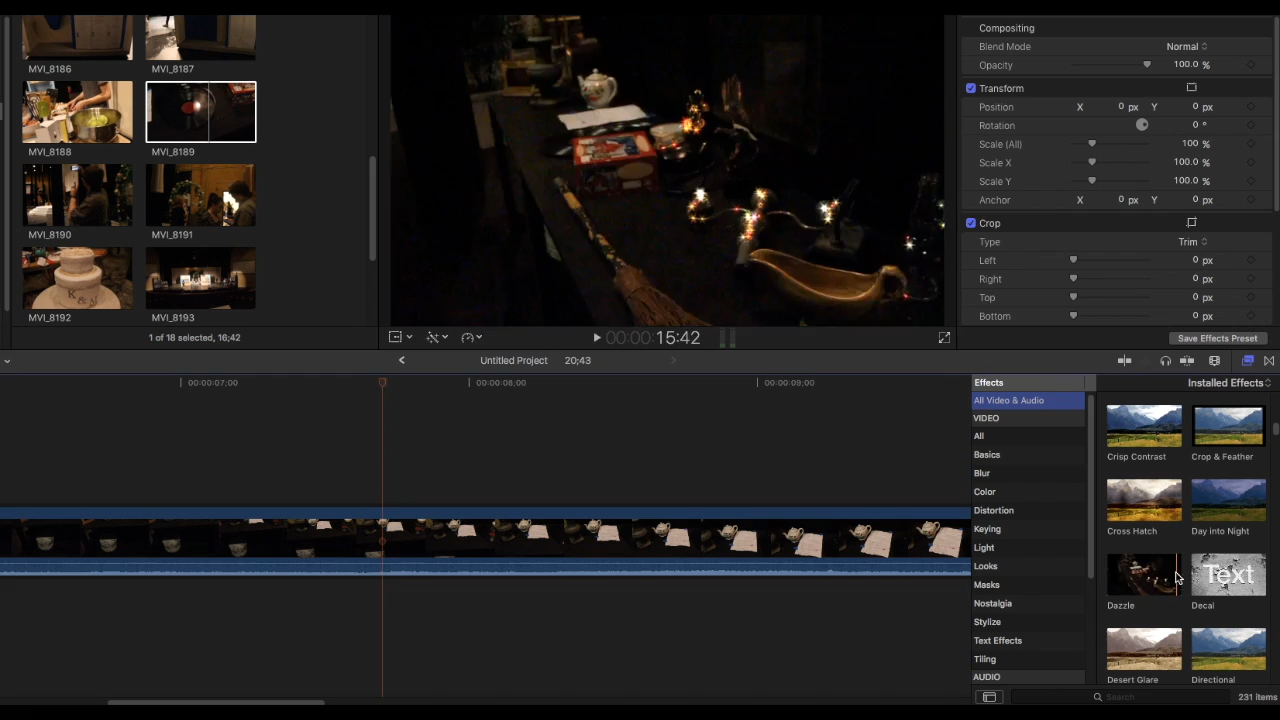 MVI_8186
MVI_8187
MVI_8188
MVI_8189
MVI_8190
MVI_8191
K&M
MVI_8192
MVI_8193
1 of 18 selected, 16;42
00:00:00:15:42
Compositing
Blend Mode Normal
Opacity 100.0 %
Transform
Position X 0 px Y 0 px
Rotation 0 °
Scale (All) 100 %
Scale X 100.0 %
Scale Y 100.0 %
Anchor X 0 px Y 0 px
Crop
Type Trim
Left 0 px
Right 0 px
Top 0 px
Bottom 0 px
Save Effects Preset
Untitled Project 20;43
00:00:07;00
00:00:08;00
00:00:09;00
Effects
Installed Effects
All Video & Audio
VIDEO
All
Basics
Blur
Color
Distortion
Keying
Light
Looks
Masks
Nostalgia
Stylize
Text Effects
Tiling
AUDIO
Crisp Contrast
Crop & Feather
Cross Hatch
Day into Night
Dazzle
Text
Decal
Desert Glare
Directional
Search
231 items